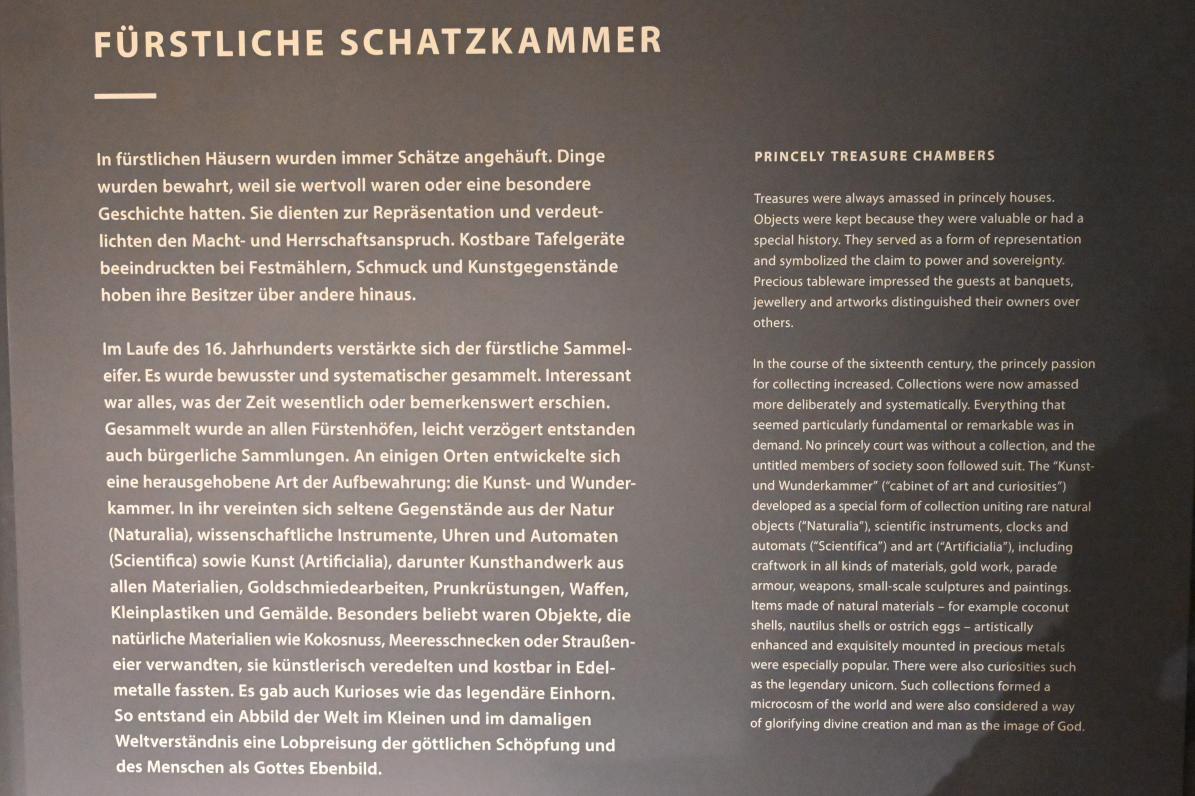 FÜRSTLICHE SCHATZKAMMER
In fürstlichen Häusern wurden immer Schätze angehäuft. Dinge
wurden bewahrt, weil sie wertvoll waren oder eine besondere
Geschichte hatten. Sie dienten zur Repräsentation und verdeut-
lichten den Macht- und Herrschaftsanspruch. Kostbare Tafelgeräte
beeindruckten bei Festmählern, Schmuck und Kunstgegenstände
hoben ihre Besitzer über andere hinaus.
Im Laufe des 16. Jahrhunderts verstärkte sich der fürstliche Sammel-
eifer. Es wurde bewusster und systematischer gesammelt. Interessant
war alles, was der Zeit wesentlich oder bemerkenswert erschien.
Gesammelt wurde an allen Fürstenhöfen, leicht verzögert entstanden
auch bürgerliche Sammlungen. An einigen Orten entwickelte sich
eine herausgehobene Art der Aufbewahrung: die Kunst- und Wunder-
kammer. In ihr vereinten sich seltene Gegenstände aus der Natur
(Naturalia), wissenschaftliche Instrumente, Uhren und Automaten
(Scientifica) sowie Kunst (Artificialia), darunter Kunsthandwerk aus
allen Materialien, Goldschmiedearbeiten, Prunkrüstungen, Waffen,
Kleinplastiken und Gemälde. Besonders beliebt waren Objekte, die
natürliche Materialien wie Kokosnuss, Meeresschnecken oder Straußen-
eier verwandten, sie künstlerisch veredelten und kostbar in Edel-
metalle fassten. Es gab auch Kurioses wie das legendäre Einhorn.
So entstand ein Abbild der Welt im Kleinen und im damaligen
Weltverständnis eine Lobpreisung der göttlichen Schöpfung und
des Menschen als Gottes Ebenbild.
PRINCELY TREASURE CHAMBERS
Treasures were always amassed in princely houses.
Objects were kept because they were valuable or had a
special history. They served as a form of representation
and symbolized the claim to power and sovereignty.
Precious tableware impressed the guests at banquets,
jewellery and artworks distinguished their owners over
others.
In the course of the sixteenth century, the princely passion
for collecting increased. Collections were now amassed
more deliberately and systematically. Everything that
seemed particularly fundamental or remarkable was in
demand. No princely court was without a collection, and the
untitled members of society soon followed suit. The “Kunst-
und Wunderkammer” (“cabinet of art and curiosities”)
developed as a special form of collection uniting rare natural
objects (“Naturalia”), scientific instruments, clocks and
automats (“Scientifica”) and art (“Artificialia”), including
craftwork in all kinds of materials, gold work, parade
armour, weapons, small-scale sculptures and paintings.
Items made of natural materials – for example coconut
shells, nautilus shells or ostrich eggs – artistically
enhanced and exquisitely mounted in precious metals
were especially popular. There were also curiosities such
as the legendary unicorn. Such collections formed a
microcosm of the world and were also considered a way
of glorifying divine creation and man as the image of God.